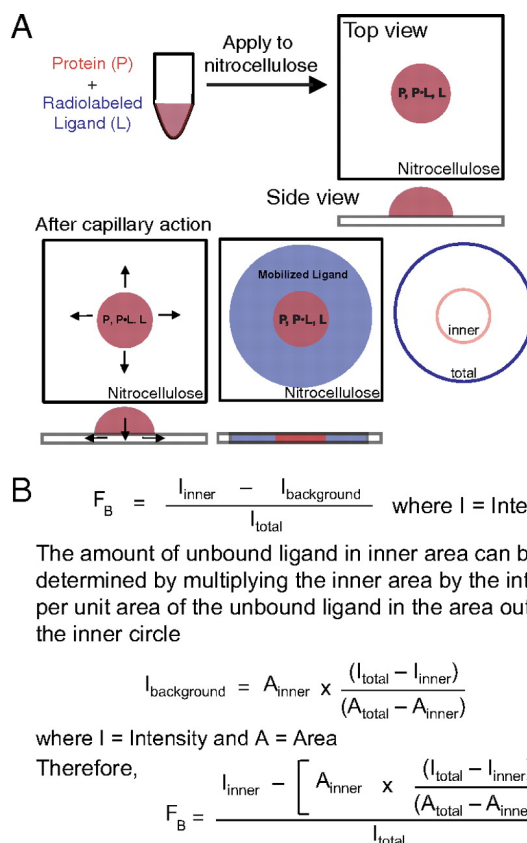 A
Protein (P)
+
Radiolabeled
Ligand (L)
Apply to
nitrocellulose
Top view
P, P•L, L
Nitrocellulose
Side view
After capillary action
P, P•L. L
Nitrocellulose
Mobilized Ligand
P, P•L, L
Nitrocellulose
inner
total
B
F_B = (I_inner − I_background) / I_total where I = Inte
The amount of unbound ligand in inner area can b
determined by multiplying the inner area by the int
per unit area of the unbound ligand in the area out
the inner circle
I_background = A_inner x (I_total − I_inner) / (A_total − A_inner)
where I = Intensity and A = Area
Therefore,
F_B = I_inner − [ A_inner x (I_total − I_inner) / (A_total − A_inne / I_total